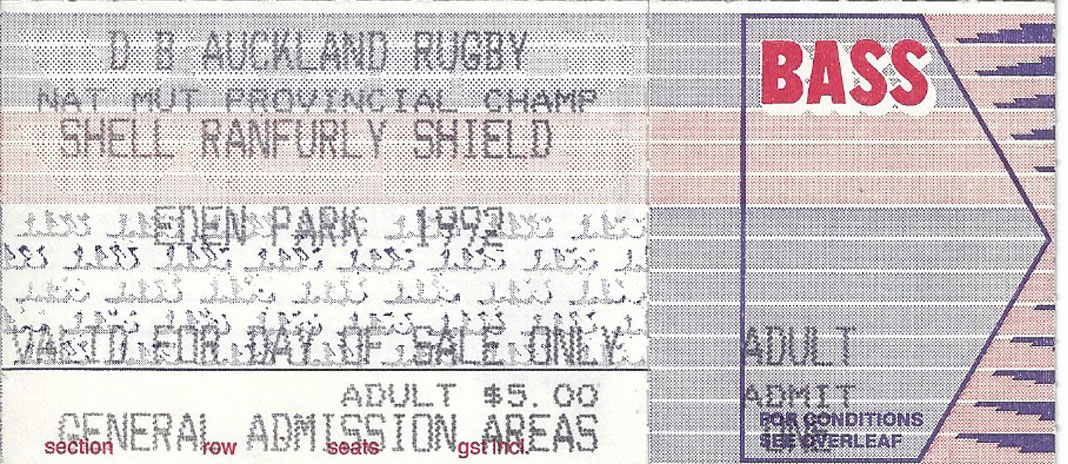 D B AUCKLAND RUGBY
NAT MUT PROVINCIAL CHAMP
SHELL RANFURLY SHIELD
EDEN PARK 1992
VALID FOR DAY OF SALE ONLY
ADULT $5.00
GENERAL ADMISSION AREAS
section row seats gst incl.
BASS
ADULT
ADMIT
FOR CONDITIONS
ONE
SEE OVERLEAF